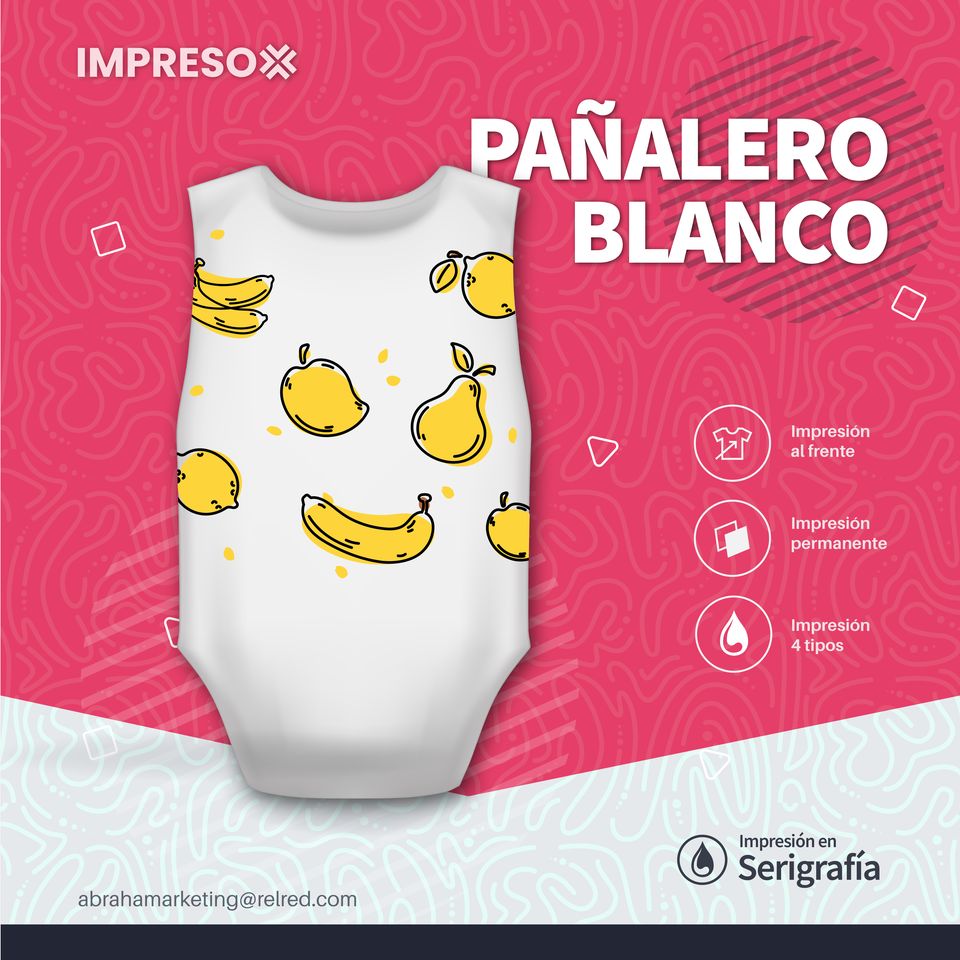 IMPRESOX
PAÑALERO
BLANCO
Impresión
al frente
Impresión
permanente
Impresión
4 tipos
Impresión en
Serigrafía
abrahamarketing@relred.com